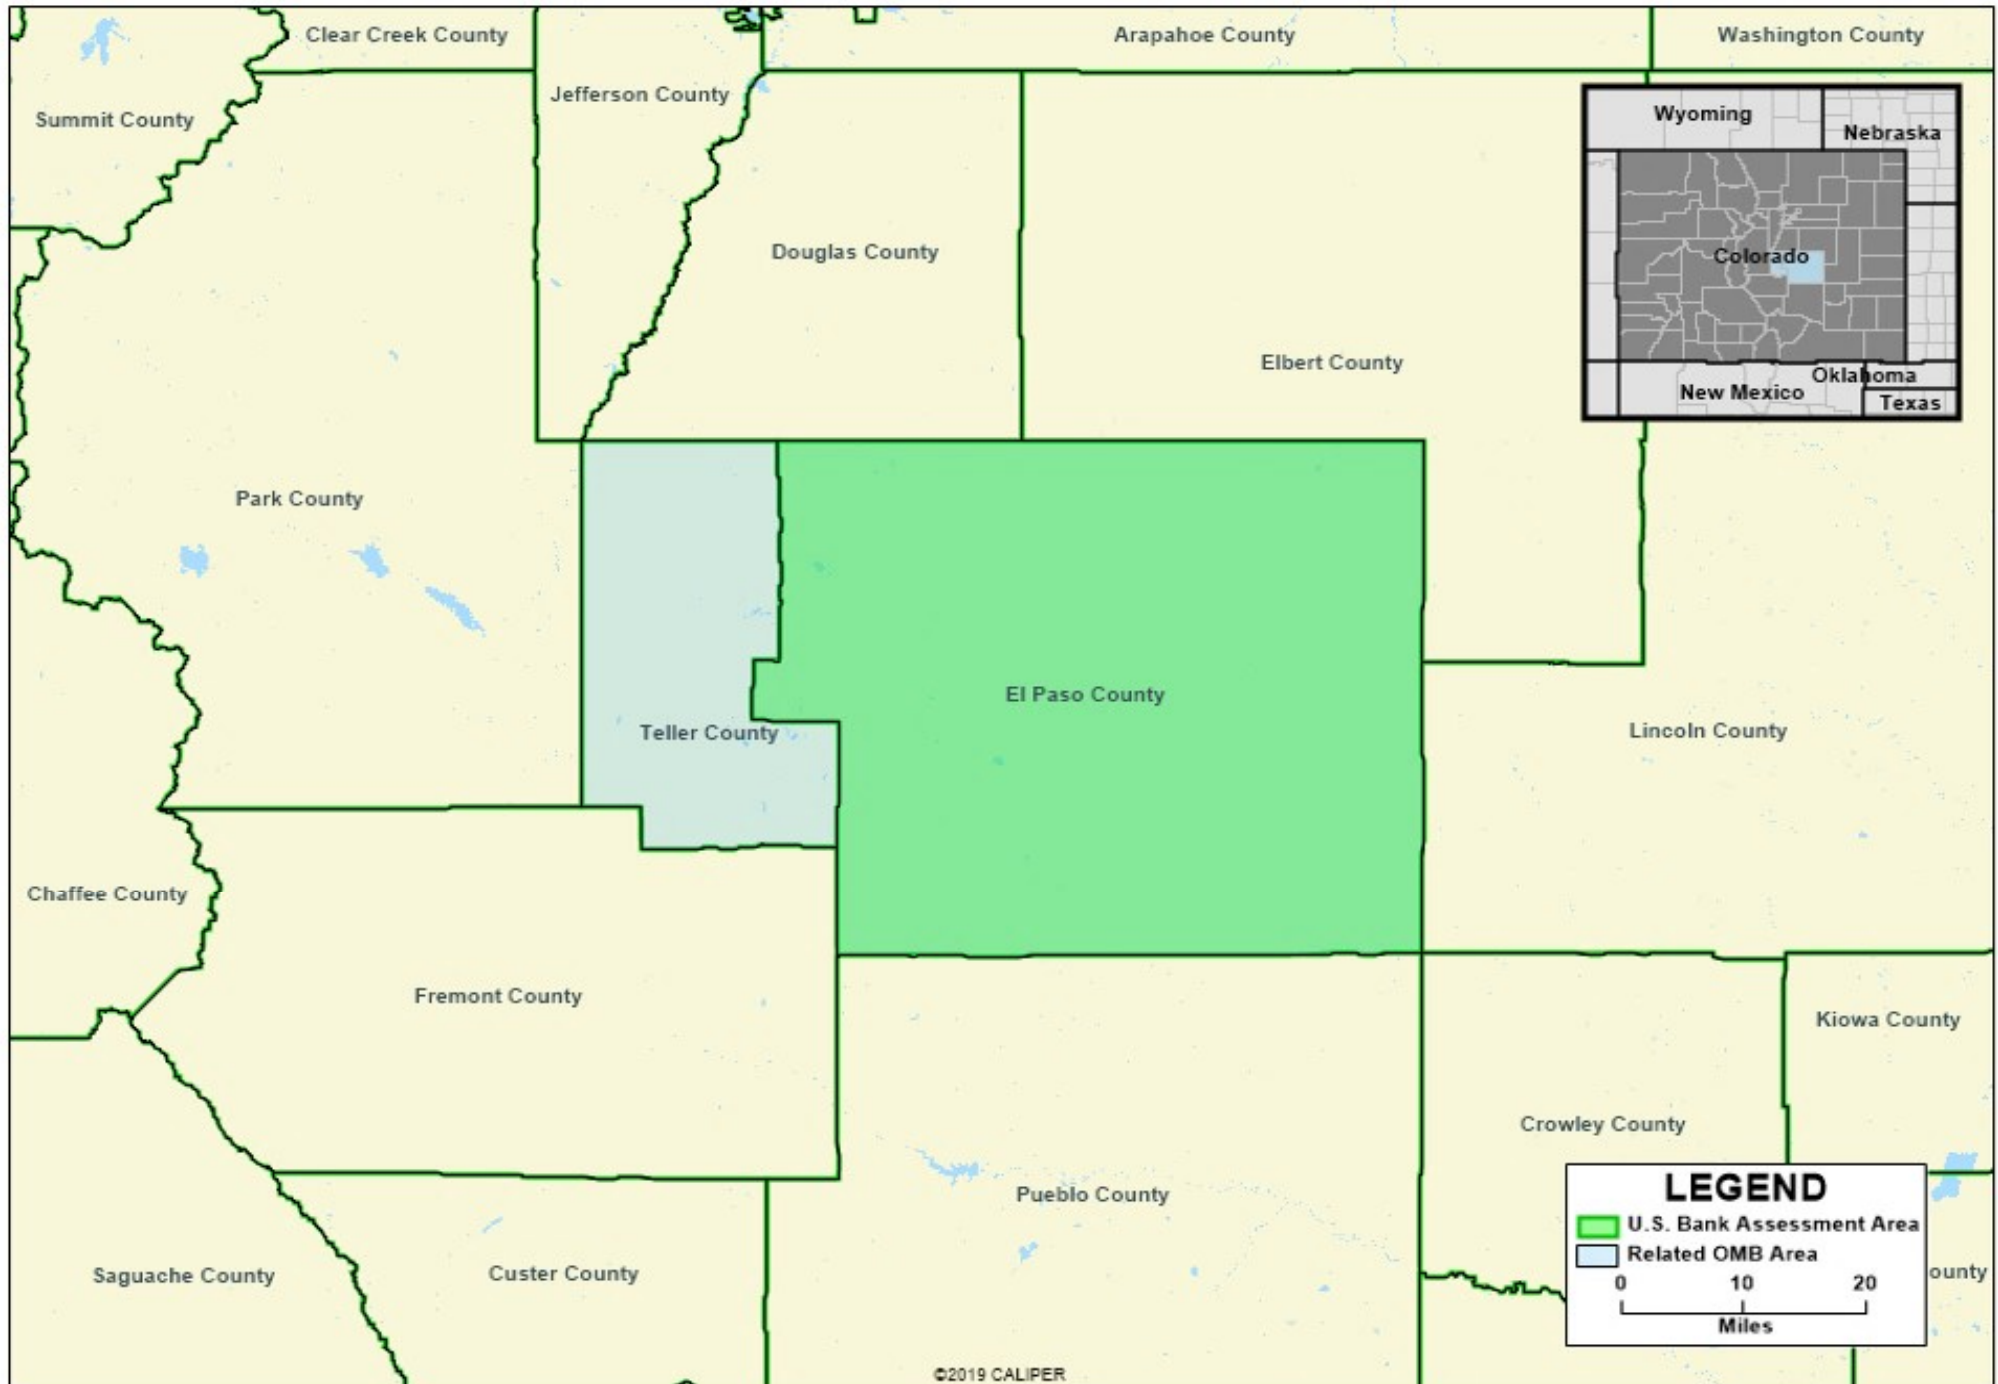 Clear Creek County
Arapahoe County
Washington County
Jefferson County
Summit County
Wyoming
Nebraska
Douglas County
Colorado
Elbert County
Oklahoma
New Mexico
Texas
Park County
El Paso County
Teller County
Lincoln County
Chaffee County
Fremont County
Kiowa County
Crowley County
Pueblo County
LEGEND
U.S. Bank Assessment Area
Related OMB Area
0 10 20
Miles
ounty
Saguache County
Custer County
©2019 CALIPER